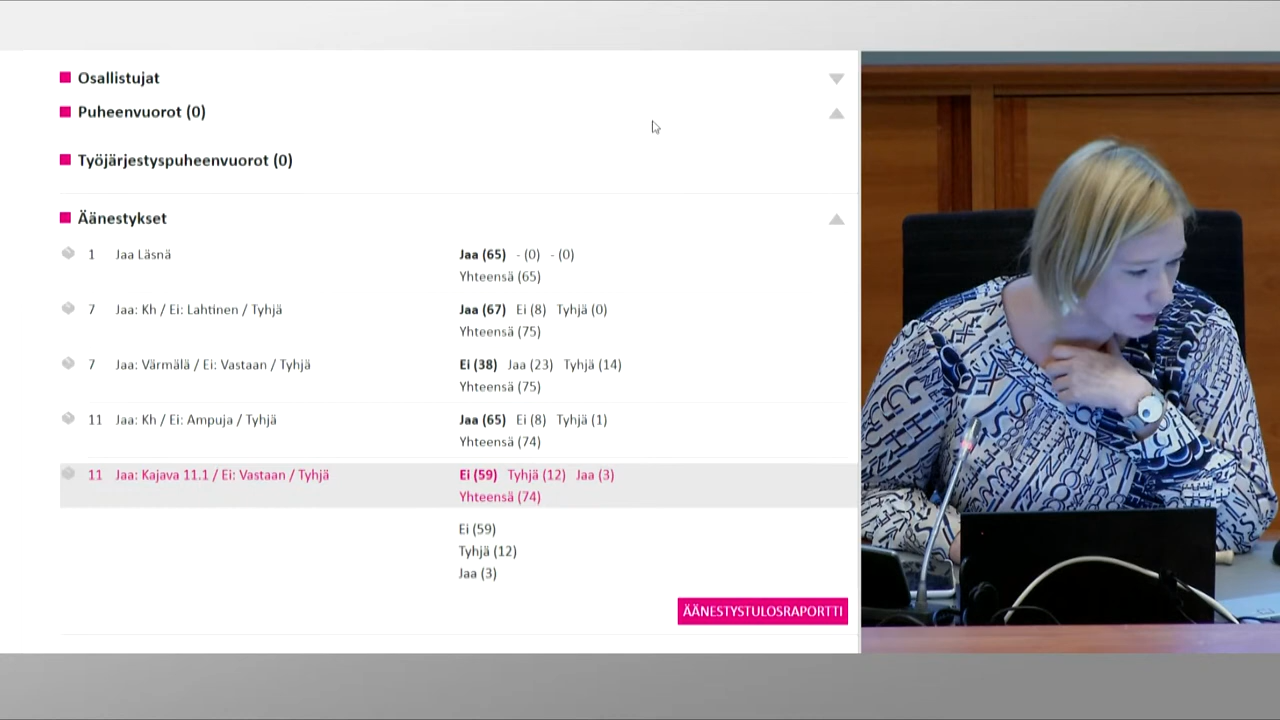 Osallistujat
Puheenvuorot (0)
Työjärjestyspuheenvuorot (0)
Äänestykset
1 Jaa Läsnä Jaa (65) - (0) - (0)
Yhteensä (65)
7 Jaa: Kh / Ei: Lahtinen / Tyhjä Jaa (67) Ei (8) Tyhjä (0)
Yhteensä (75)
7 Jaa: Värmälä / Ei: Vastaan / Tyhjä Ei (38) Jaa (23) Tyhjä (14)
Yhteensä (75)
11 Jaa: Kh / Ei: Ampuja / Tyhjä Jaa (65) Ei (8) Tyhjä (1)
Yhteensä (74)
11 Jaa: Kajava 11.1 / Ei: Vastaan / Tyhjä Ei (59) Tyhjä (12) Jaa (3)
Yhteensä (74)
Ei (59)
Tyhjä (12)
Jaa (3)
ÄÄNESTYSTULOSRAPORTTI